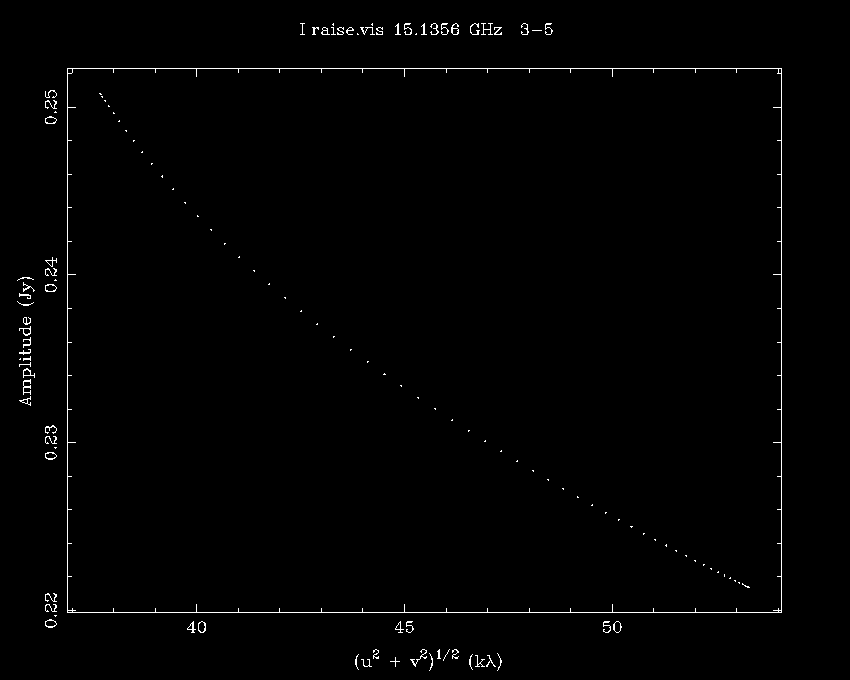 I raise.vis 15.1356 GHz 3−5
0.25
0.24
0.23
0.22
Amplitude (Jy)
40 45 50
(u² + v²)^1/2 (kλ)